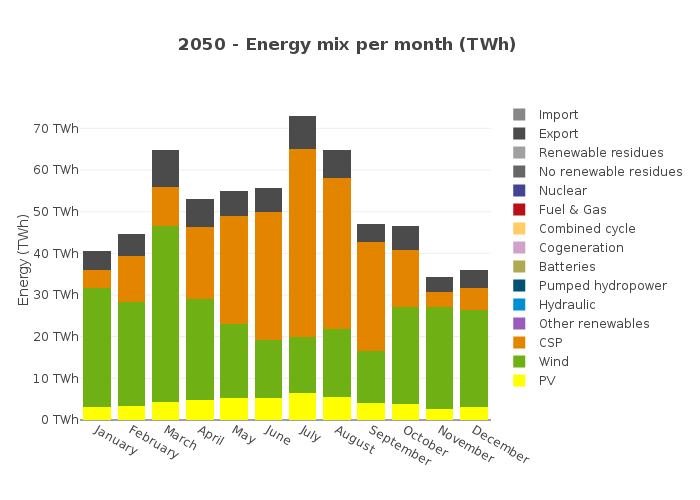 2050 - Energy mix per month (TWh)
70 TWh
60 TWh
50 TWh
40 TWh
30 TWh
20 TWh
10 TWh
0 TWh
Energy (TWh)
January
February
March
April
May
June
July
August
September
October
November
December
Import
Export
Renewable residues
No renewable residues
Nuclear
Fuel & Gas
Combined cycle
Cogeneration
Batteries
Pumped hydropower
Hydraulic
Other renewables
CSP
Wind
PV